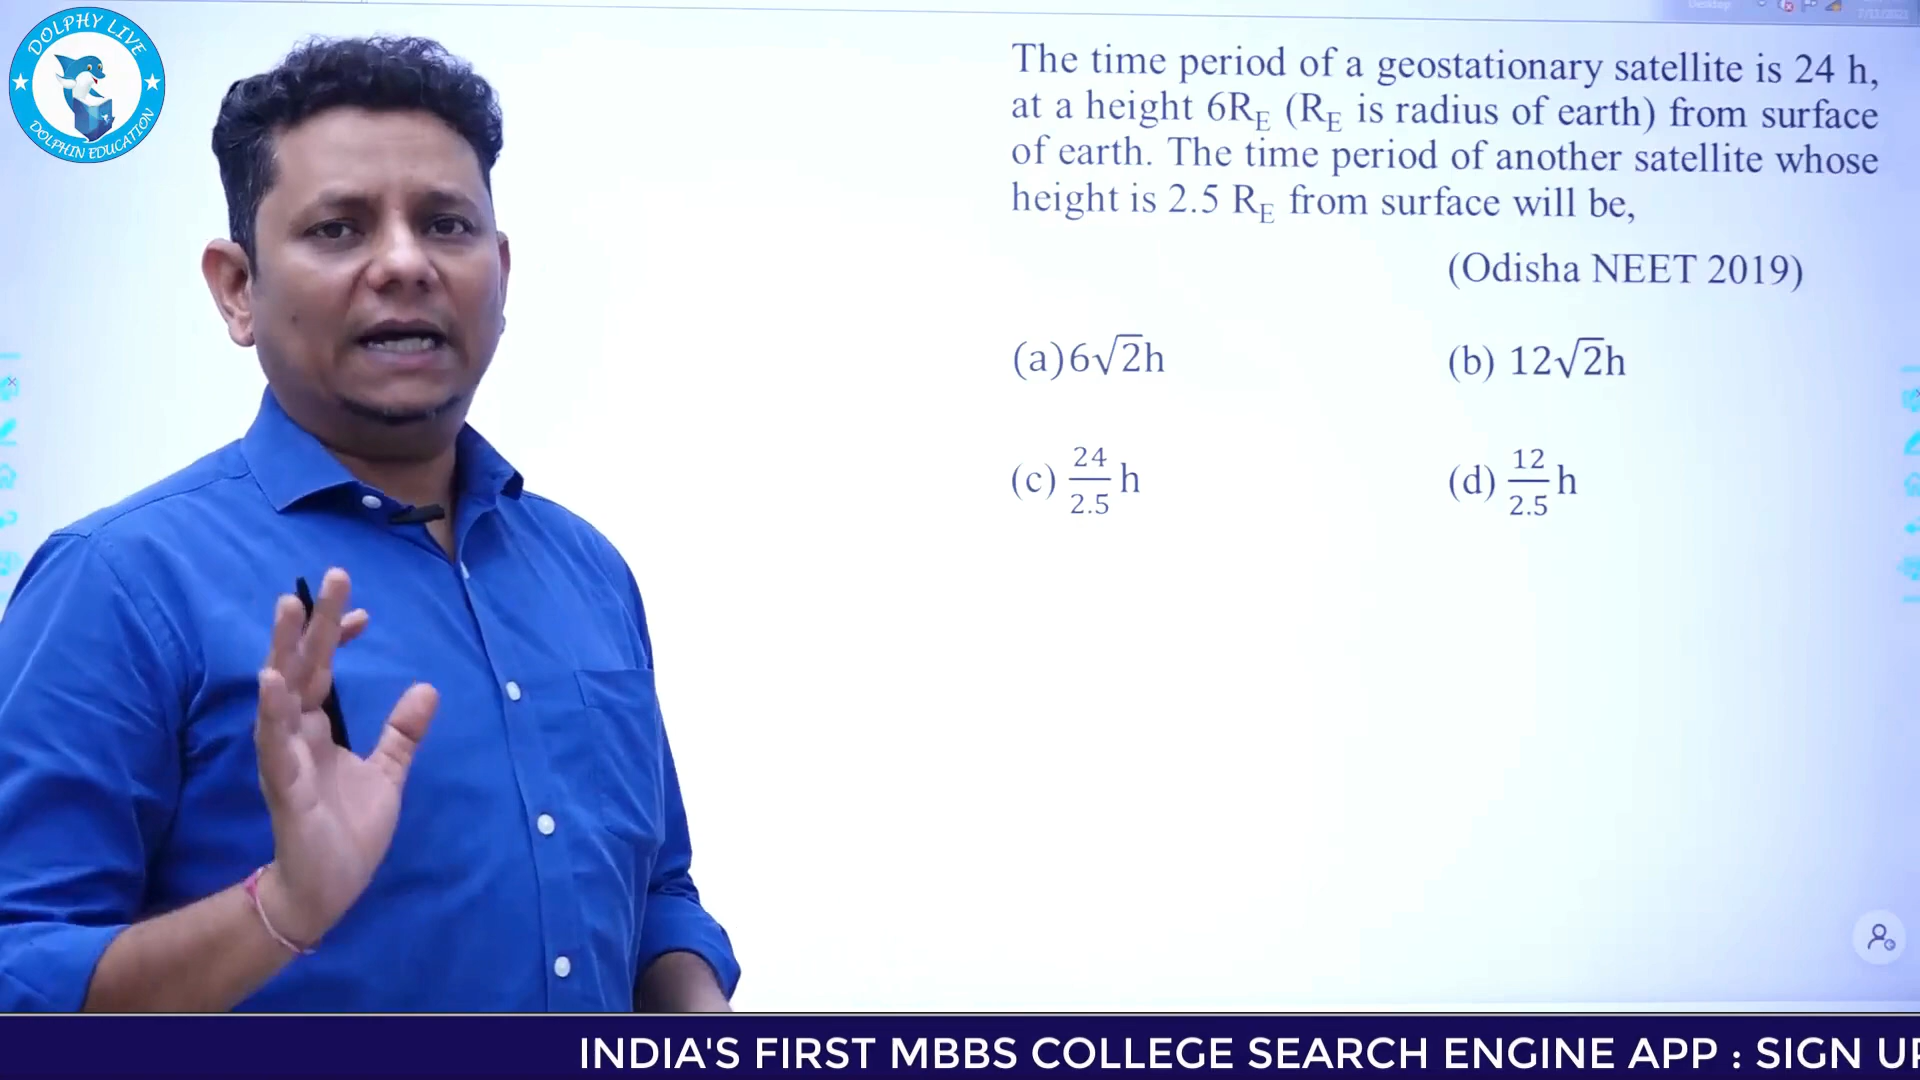 DOLPHY LIVE
DOLPHIN EDUCATION
Desktop
The time period of a geostationary satellite is 24 h,
at a height 6R_E (R_E is radius of earth) from surface
of earth. The time period of another satellite whose
height is 2.5 R_E from surface will be,
(Odisha NEET 2019)
(a) 6√2h (b) 12√2h
(c) 24/2.5 h (d) 12/2.5 h
INDIA'S FIRST MBBS COLLEGE SEARCH ENGINE APP : SIGN UP